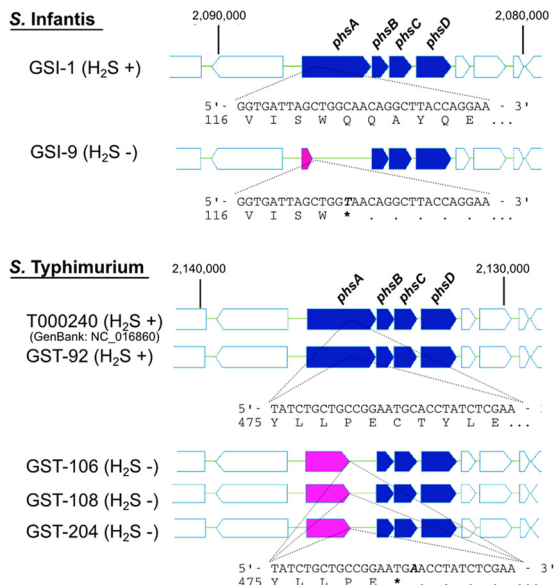 S. Infantis
2,090,000 2,080,000
phsA phsB phsC phsD
GSI-1 (H2S +)
5'- GGTGATTAGCTGGCAACAGGCTTACCAGGAA - 3'
116 V I S W Q Q A Y Q E ...
GSI-9 (H2S -)
5'- GGTGATTAGCTGGTAACAGGCTTACCAGGAA - 3'
116 V I S W * . . . . . ...
S. Typhimurium
2,140,000 2,130,000
phsA phsB phsC phsD
T000240 (H2S +)
(GenBank: NC_016860)
GST-92 (H2S +)
5'- TATCTGCTGCCGGAATGCACCTATCTCGAA -
475 Y L L P E C T Y L E ...
GST-106 (H2S -)
GST-108 (H2S -)
GST-204 (H2S -)
5'- TATCTGCTGCCGGAATGAACCTATCTCGAA - 3'
475 Y L L P E * . . . . ...